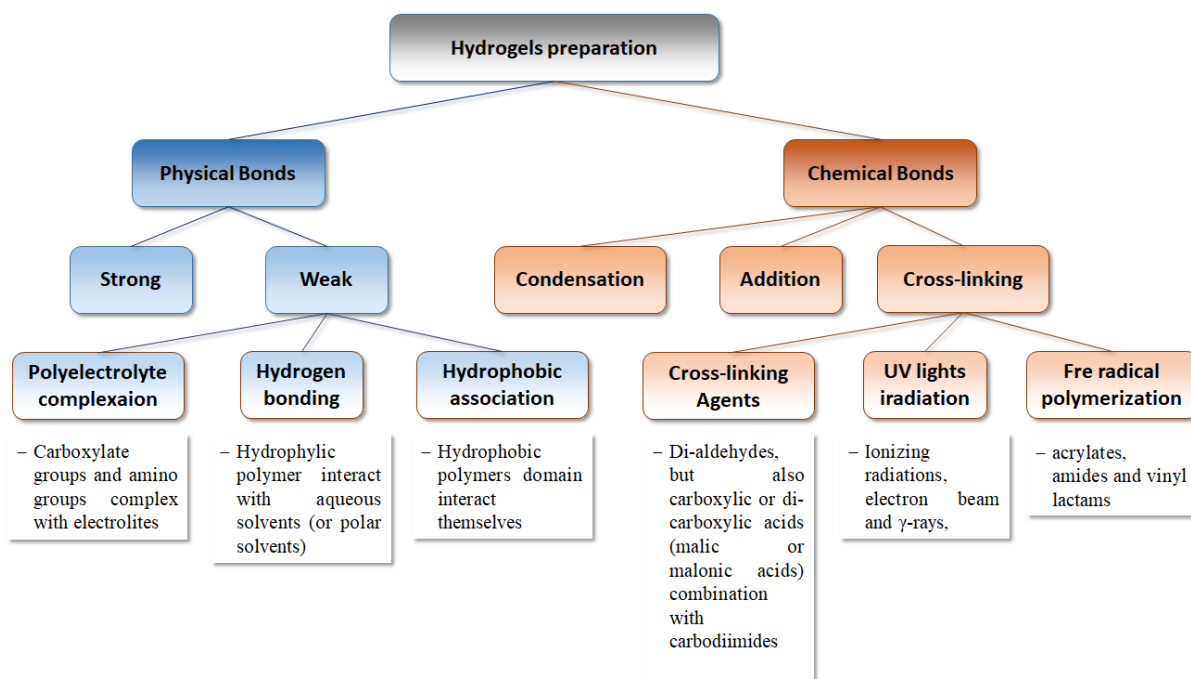 Hydrogels preparation
Physical Bonds
Chemical Bonds
Strong
Weak
Condensation
Addition
Cross-linking
Polyelectrolyte
complexaion
Hydrogen
bonding
Hydrophobic
association
Cross-linking
Agents
UV lights
iradiation
Fre radical
polymerization
– Carboxylate
groups and amino
groups complex
with electrolites
– Hydrophylic
polymer interact
with aqueous
solvents (or polar
solvents)
– Hydrophobic
polymers domain
interact
themselves
– Di-aldehydes,
but also
carboxylic or di-
carboxylic acids
(malic or
malonic acids)
combination
with
carbodiimides
– Ionizing
radiations,
electron beam
and γ-rays,
– acrylates,
amides and vinyl
lactams